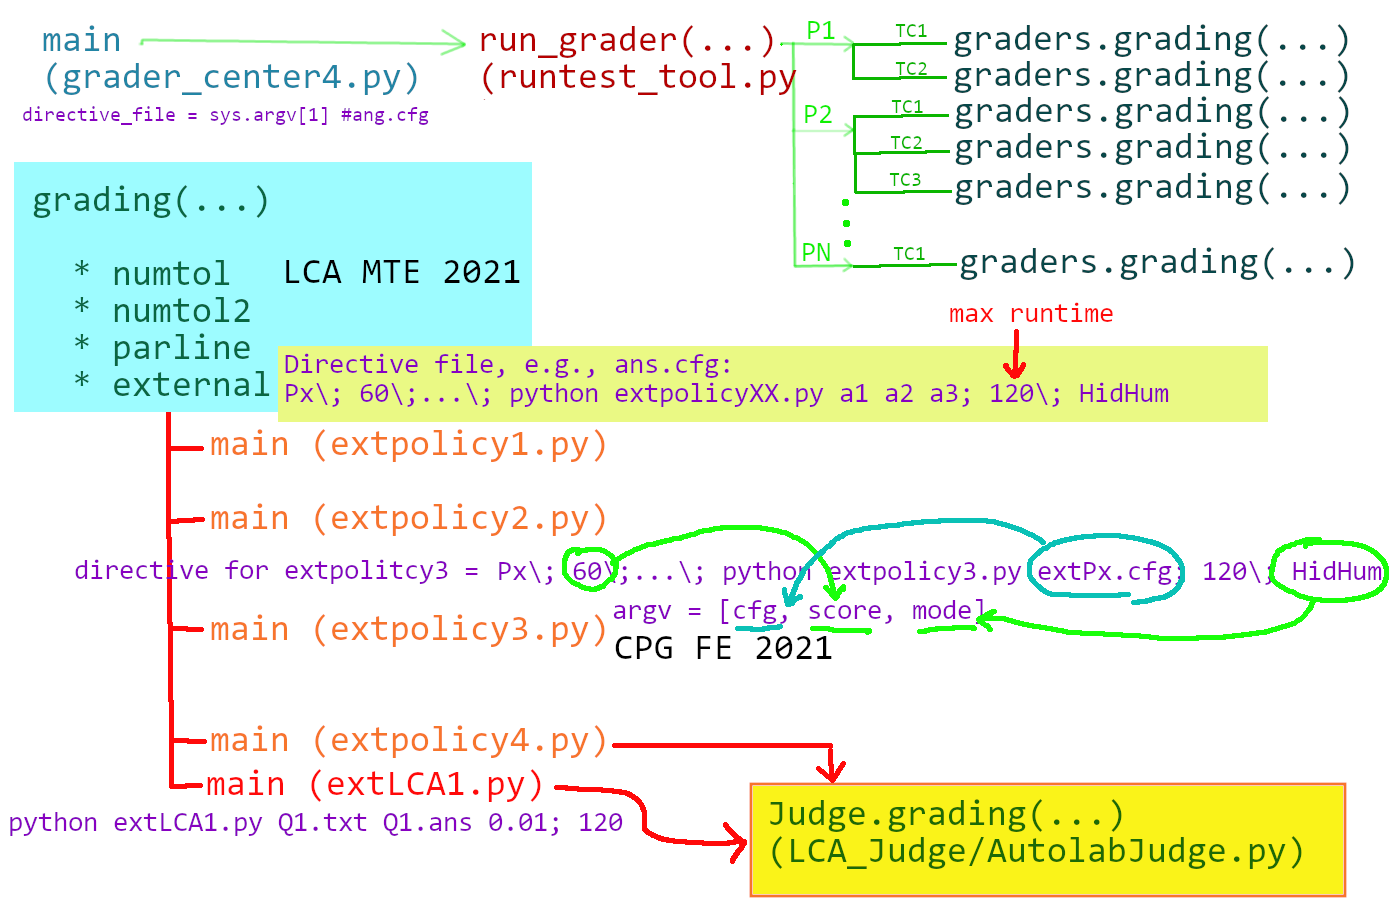 main
(grader_center4.py)
directive_file = sys.argv[1] #ang.cfg
run_grader(...)
(runtest_tool.py
P1
TC1
graders.grading(...)
TC2
graders.grading(...)
P2
TC1
graders.grading(...)
TC2
graders.grading(...)
TC3
graders.grading(...)
PN
TC1
graders.grading(...)
grading(...)
* numtol
LCA MTE 2021
* numtol2
* parline
* external
max runtime
Directive file, e.g., ans.cfg:
Px\; 60\;...\; python extpolicyXX.py a1 a2 a3; 120\; HidHum
main (extpolicy1.py)
main (extpolicy2.py)
directive for extpolitcy3 = Px\; 60\;...\; python extpolicy3.py extPx.cfg; 120\; HidHum
argv = [cfg, score, mode]
main (extpolicy3.py)
CPG FE 2021
main (extpolicy4.py)
main (extLCA1.py)
python extLCA1.py Q1.txt Q1.ans 0.01; 120
Judge.grading(...)
(LCA_Judge/AutolabJudge.py)